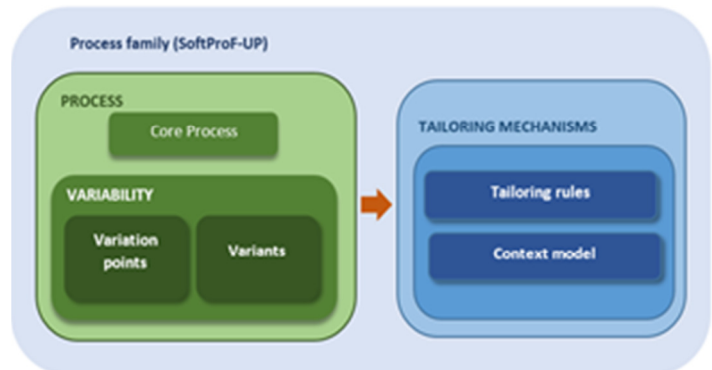 Process family (SoftProF-UP)
PROCESS
Core Process
VARIABILITY
Variation
points
Variants
TAILORING MECHANISMS
Tailoring rules
Context model